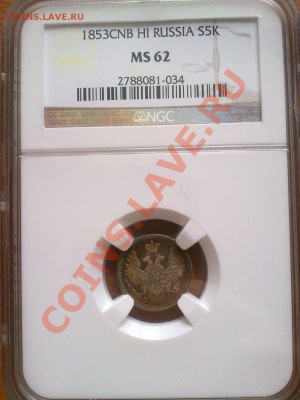 COINS.LAVE.RU
1853CNB HI RUSSIA S5K
MS 62
2788081-034
NGC
COINS.LAVE.RU